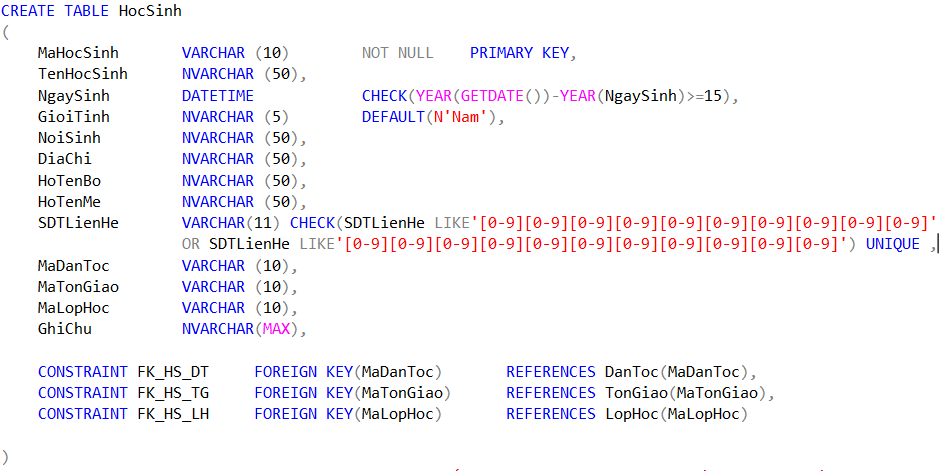 CREATE TABLE HocSinh
(
MaHocSinh VARCHAR (10) NOT NULL PRIMARY KEY,
TenHocSinh NVARCHAR (50),
NgaySinh DATETIME CHECK(YEAR(GETDATE())-YEAR(NgaySinh)>=15),
GioiTinh NVARCHAR (5) DEFAULT(N'Nam'),
NoiSinh NVARCHAR (50),
DiaChi NVARCHAR (50),
HoTenBo NVARCHAR (50),
HoTenMe NVARCHAR (50),
SDTLienHe VARCHAR(11) CHECK(SDTLienHe LIKE'[0-9][0-9][0-9][0-9][0-9][0-9][0-9][0-9][0-9][0-9]'
OR SDTLienHe LIKE'[0-9][0-9][0-9][0-9][0-9][0-9][0-9][0-9][0-9][0-9][0-9]') UNIQUE ,
MaDanToc VARCHAR (10),
MaTonGiao VARCHAR (10),
MaLopHoc VARCHAR (10),
GhiChu NVARCHAR(MAX),
CONSTRAINT FK_HS_DT FOREIGN KEY(MaDanToc) REFERENCES DanToc(MaDanToc),
CONSTRAINT FK_HS_TG FOREIGN KEY(MaTonGiao) REFERENCES TonGiao(MaTonGiao),
CONSTRAINT FK_HS_LH FOREIGN KEY(MaLopHoc) REFERENCES LopHoc(MaLopHoc)
)